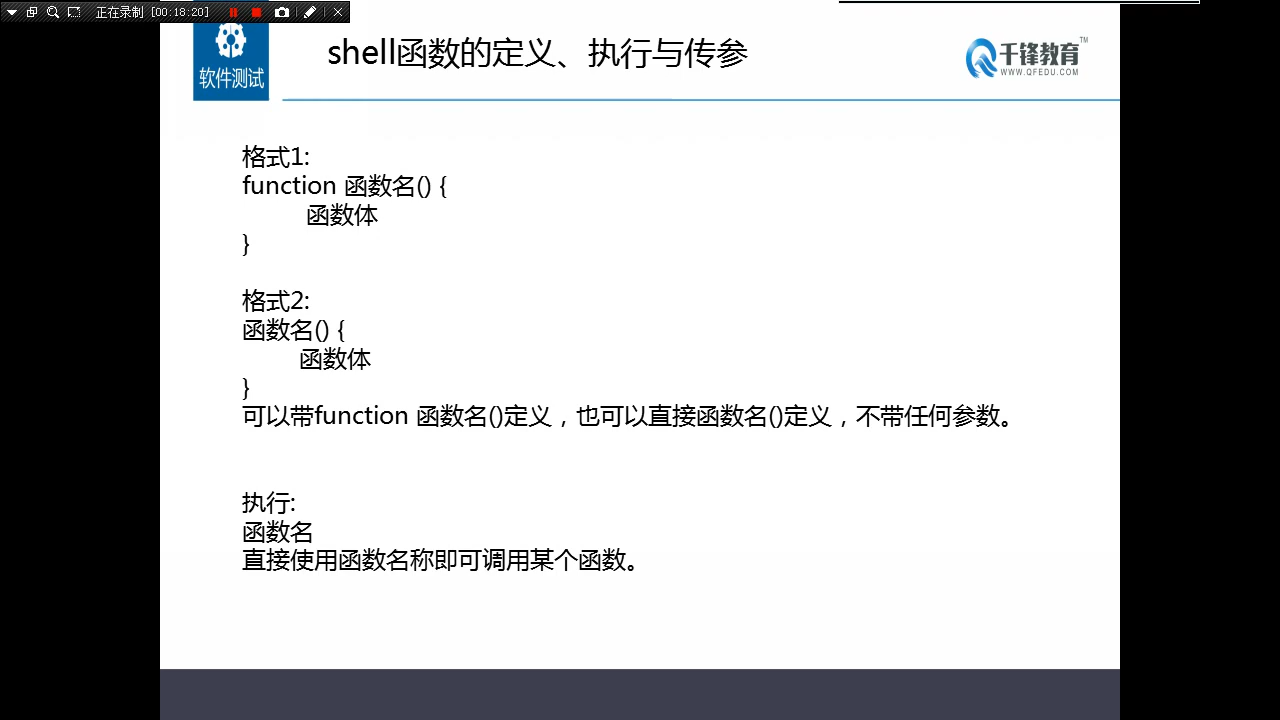 正在录制 [00:18:20]
软件测试
shell函数的定义、执行与传参
千锋教育™
WWW.QFEDU.COM
格式1:
function 函数名() {
函数体
}
格式2:
函数名() {
函数体
}
可以带function 函数名()定义，也可以直接函数名()定义，不带任何参数。
执行:
函数名
直接使用函数名称即可调用某个函数。